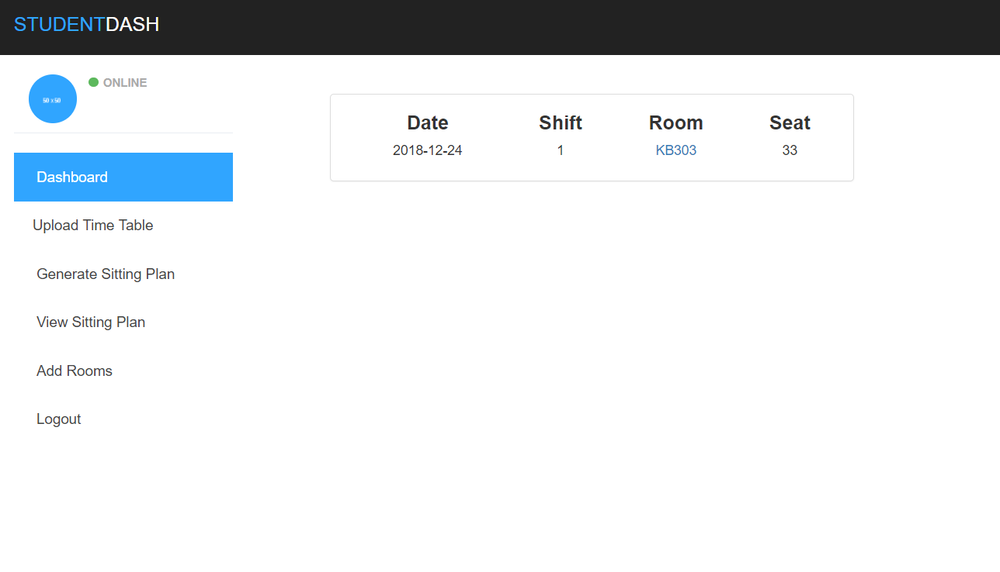 STUDENTDASH
50 x 50
ONLINE
Dashboard
Upload Time Table
Generate Sitting Plan
View Sitting Plan
Add Rooms
Logout
Date Shift Room Seat
2018-12-24 1 KB303 33